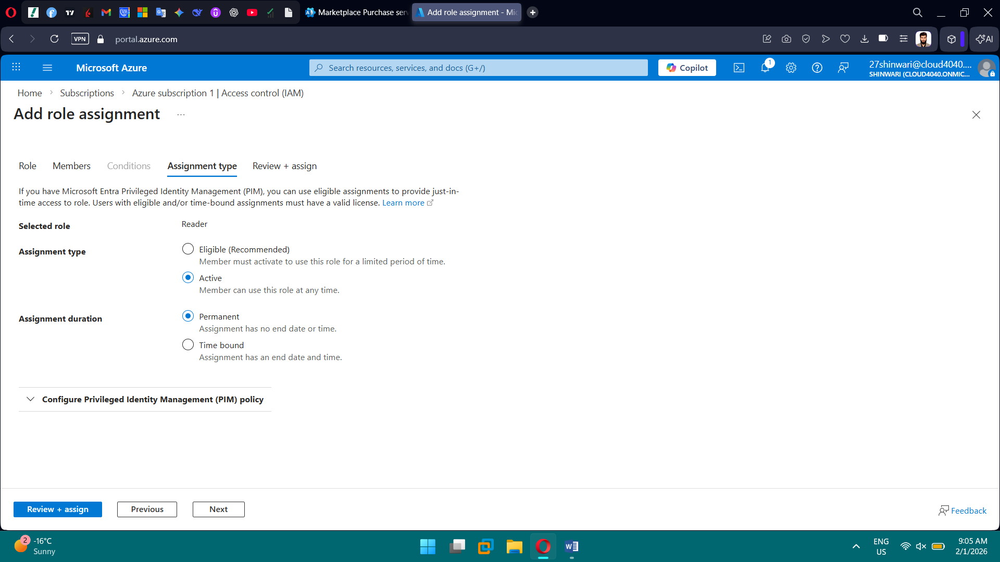 Marketplace Purchase ser
Add role assignment - Mi
VPN
portal.azure.com
AI
Microsoft Azure
Search resources, services, and docs (G+/)
Copilot
1
27shinwari@cloud4040....
SHINWARI (CLOUD4040.ONMIC...
Home
Subscriptions
Azure subscription 1 | Access control (IAM)
Add role assignment
...
Role
Members
Conditions
Assignment type
Review + assign
If you have Microsoft Entra Privileged Identity Management (PIM), you can use eligible assignments to provide just-in-
time access to role. Users with eligible and/or time-bound assignments must have a valid license. Learn more
Selected role
Reader
Assignment type
Eligible (Recommended)
Member must activate to use this role for a limited period of time.
Active
Member can use this role at any time.
Assignment duration
Permanent
Assignment has no end date or time.
Time bound
Assignment has an end date and time.
Configure Privileged Identity Management (PIM) policy
Review + assign
Previous
Next
Feedback
2
-16°C
Sunny
W
ENG
US
9:05 AM
2/1/2026